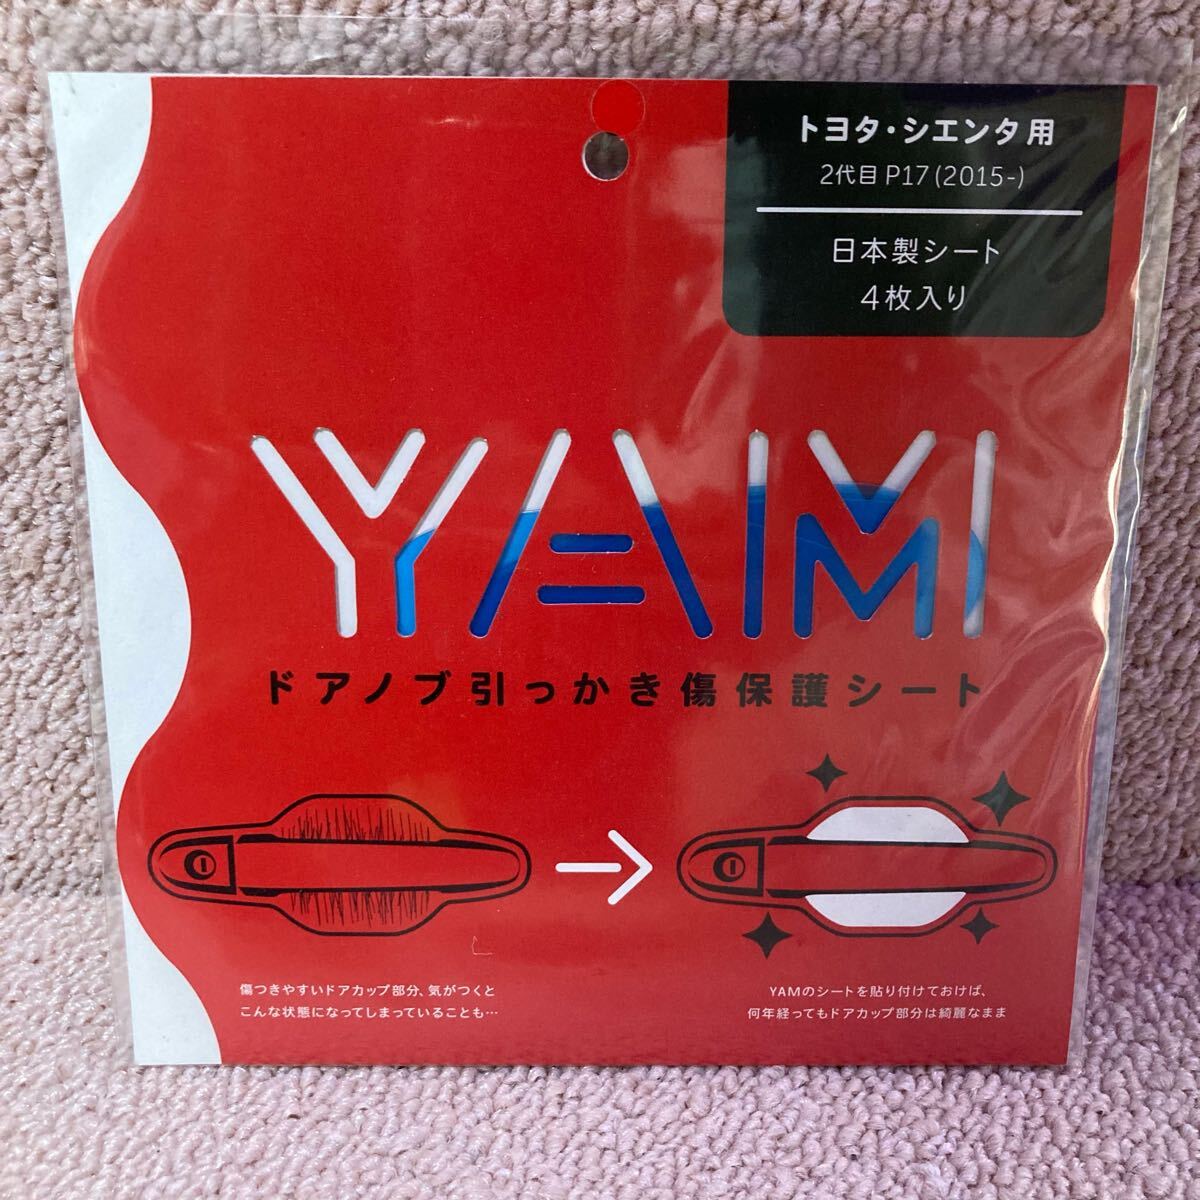 トヨタ・シエンタ用
2代目 P17 (2015-)
日本製シート
4枚入り
YAM
ドアノブ引っかき傷保護シート
傷つきやすいドアカップ部分、気がつくと
こんな状態になってしまっていることも…
YAMのシートを貼り付けておけば、
何年経ってもドアカップ部分は綺麗なまま